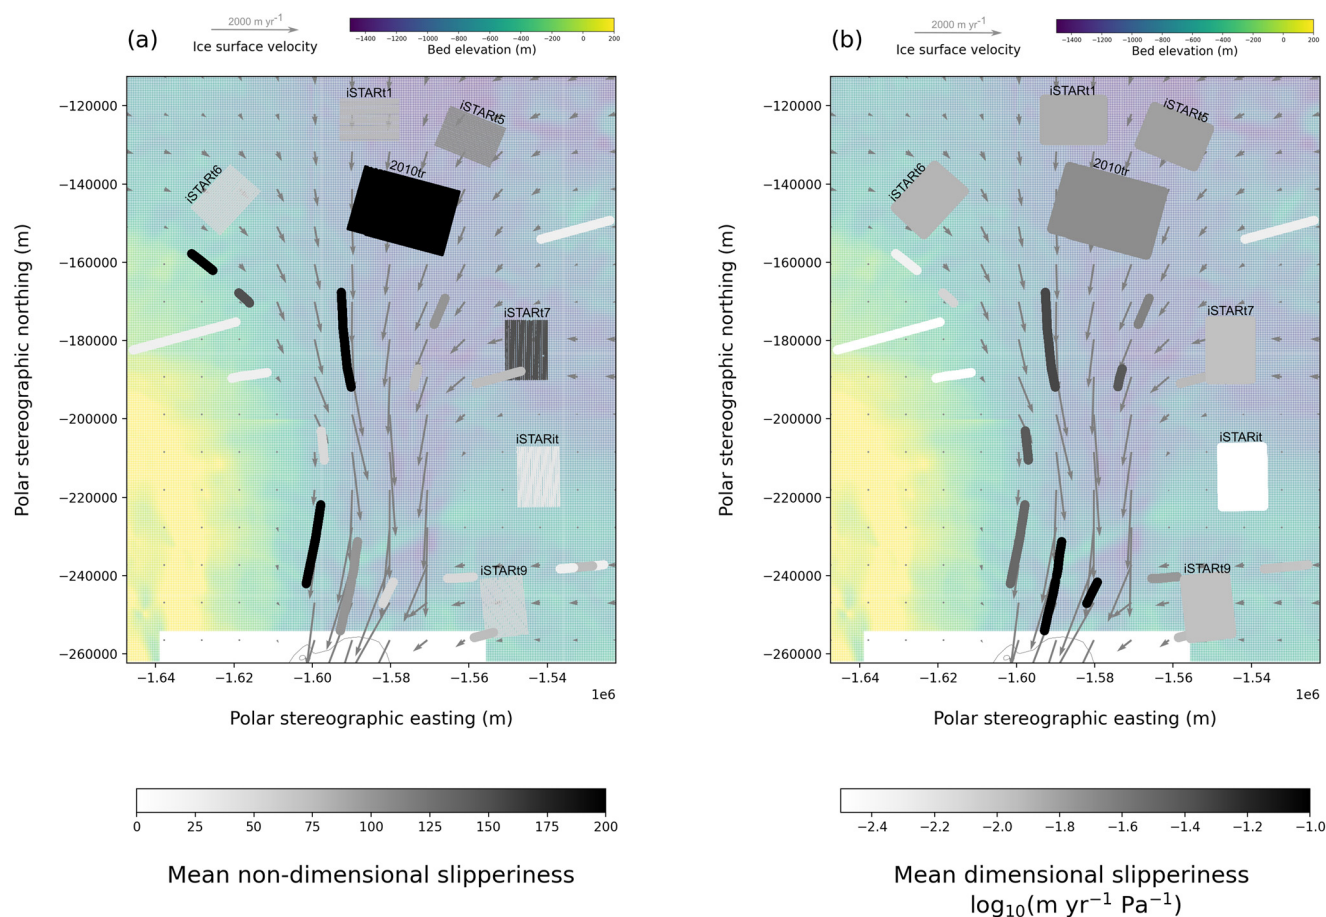 (a)
2000 m yr⁻¹
Ice surface velocity
−1400 −1200 −1000 −800 −600 −400 −200 0 200
Bed elevation (m)
iSTARt1
iSTARt5
iSTARt6
2010tr
iSTARt7
iSTARit
iSTARt9
−120000
−140000
−160000
−180000
−200000
−220000
−240000
−260000
Polar stereographic northing (m)
−1.64 −1.62 −1.60 −1.58 −1.56 −1.54
1e6
Polar stereographic easting (m)
0 25 50 75 100 125 150 175 200
Mean non-dimensional slipperiness
(b)
2000 m yr⁻¹
Ice surface velocity
−1400 −1200 −1000 −800 −600 −400 −200 0 200
Bed elevation (m)
iSTARt1
iSTARt5
iSTARt6
2010tr
iSTARt7
iSTARit
iSTARt9
−120000
−140000
−160000
−180000
−200000
−220000
−240000
−260000
Polar stereographic northing (m)
−1.64 −1.62 −1.60 −1.58 −1.56 −1.54
1e6
Polar stereographic easting (m)
−2.4 −2.2 −2.0 −1.8 −1.6 −1.4 −1.2 −1.0
Mean dimensional slipperiness
log₁₀(m yr⁻¹ Pa⁻¹)